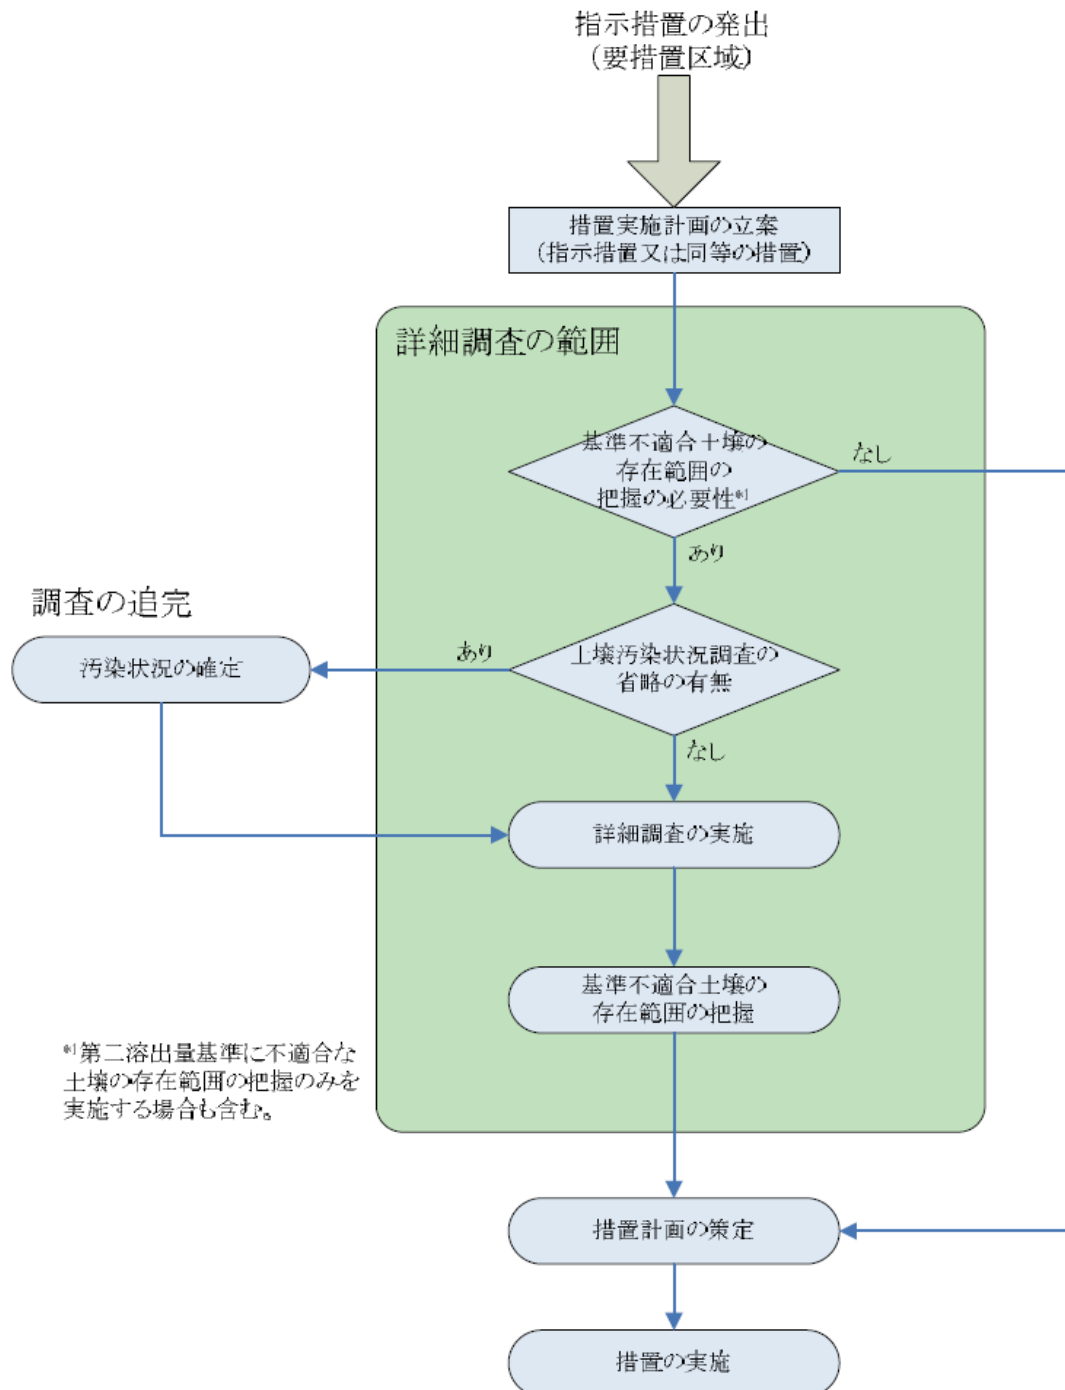 指示措置の発出
（要措置区域）
措置実施計画の立案
（指示措置又は同等の措置）
詳細調査の範囲
基準不適合土壌の
存在範囲の
把握の必要性※1
なし
あり
調査の追完
汚染状況の確定
あり
土壌汚染状況調査の
省略の有無
なし
詳細調査の実施
基準不適合土壌の
存在範囲の把握
※1第二溶出量基準に不適合な
土壌の存在範囲の把握のみを
実施する場合も含む。
措置計画の策定
措置の実施